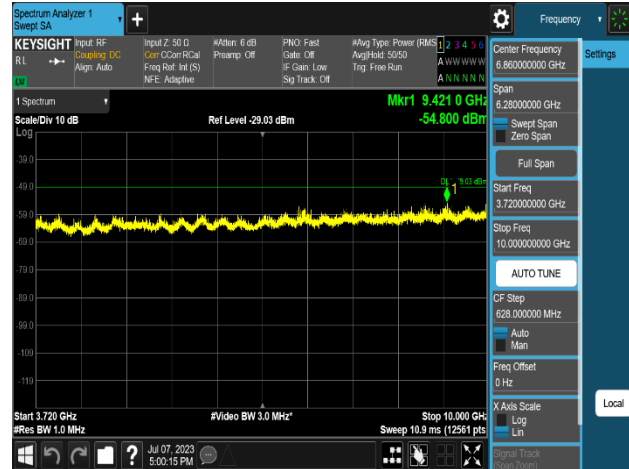 Spectrum Analyzer 1
Swept SA
Frequency
KEYSIGHT
R L
LV
Input: RF
Coupling: DC
Align: Auto
Input Z: 50 Ω
Corr CCorr RCal
Freq Ref: Int (S)
NFE: Adaptive
#Atten: 6 dB
Preamp: Off
PNO: Fast
Gate: Off
IF Gain: Low
Sig Track: Off
#Avg Type: Power (RMS
Avg|Hold: 50/50
Trig: Free Run
1 2 3 4 5 6
A W W W W W
A N N N N N
1 Spectrum
Scale/Div 10 dB
Log
Ref Level -29.03 dBm
Mkr1 9.421 0 GHz
-54.800 dBm
-39.0
-49.0
-59.0
-69.0
-79.0
-89.0
-99.0
-109
-119
1
Start 3.720 GHz
#Res BW 1.0 MHz
#Video BW 3.0 MHz*
Stop 10.000 GHz
Sweep 10.9 ms (12561 pts
Jul 07, 2023
5:00:15 PM
Center Frequency
6.860000000 GHz
Span
6.28000000 GHz
Swept Span
Zero Span
Full Span
Start Freq
3.720000000 GHz
Stop Freq
10.000000000 GHz
AUTO TUNE
CF Step
628.000000 MHz
Auto
Man
Freq Offset
0 Hz
X Axis Scale
Log
Lin
Signal Track
(Span Zoom)
Settings
Local